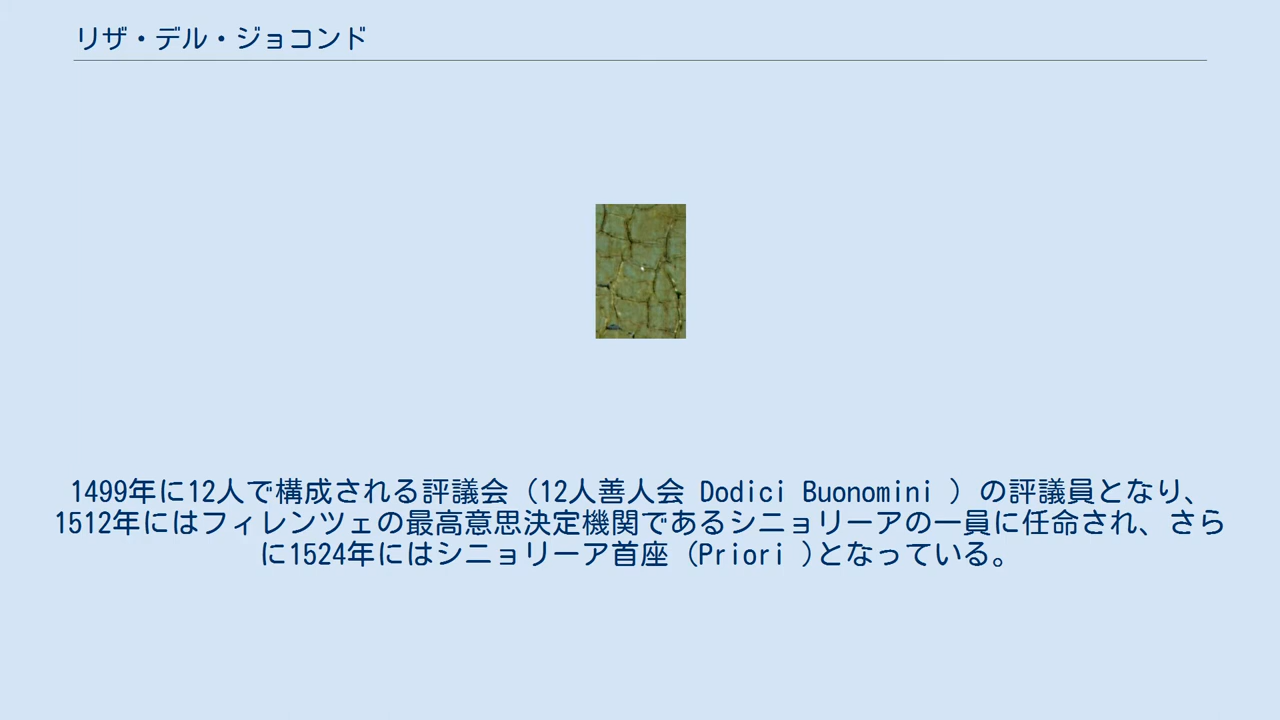 リザ・デル・ジョコンド
1499年に12人で構成される評議会（12人善人会 Dodici Buonomini ）の評議員となり、
1512年にはフィレンツェの最高意思決定機関であるシニョリーアの一員に任命され、さら
に1524年にはシニョリーア首座（Priori ）となっている。